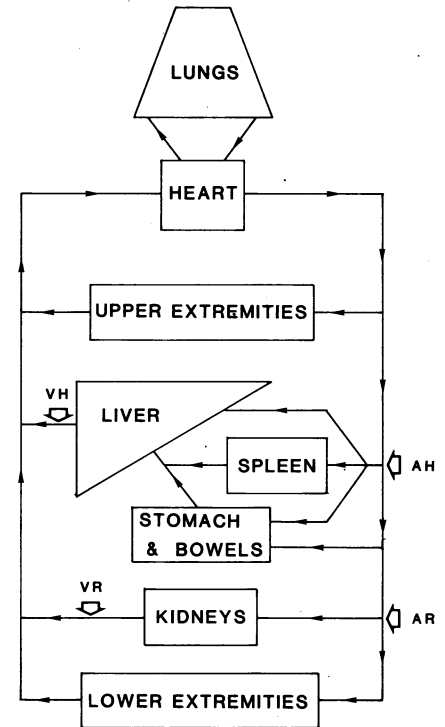 LUNGS
HEART
UPPER EXTREMITIES
VH
LIVER
SPLEEN
AH
STOMACH
& BOWELS
VR
KIDNEYS
AR
LOWER EXTREMITIES